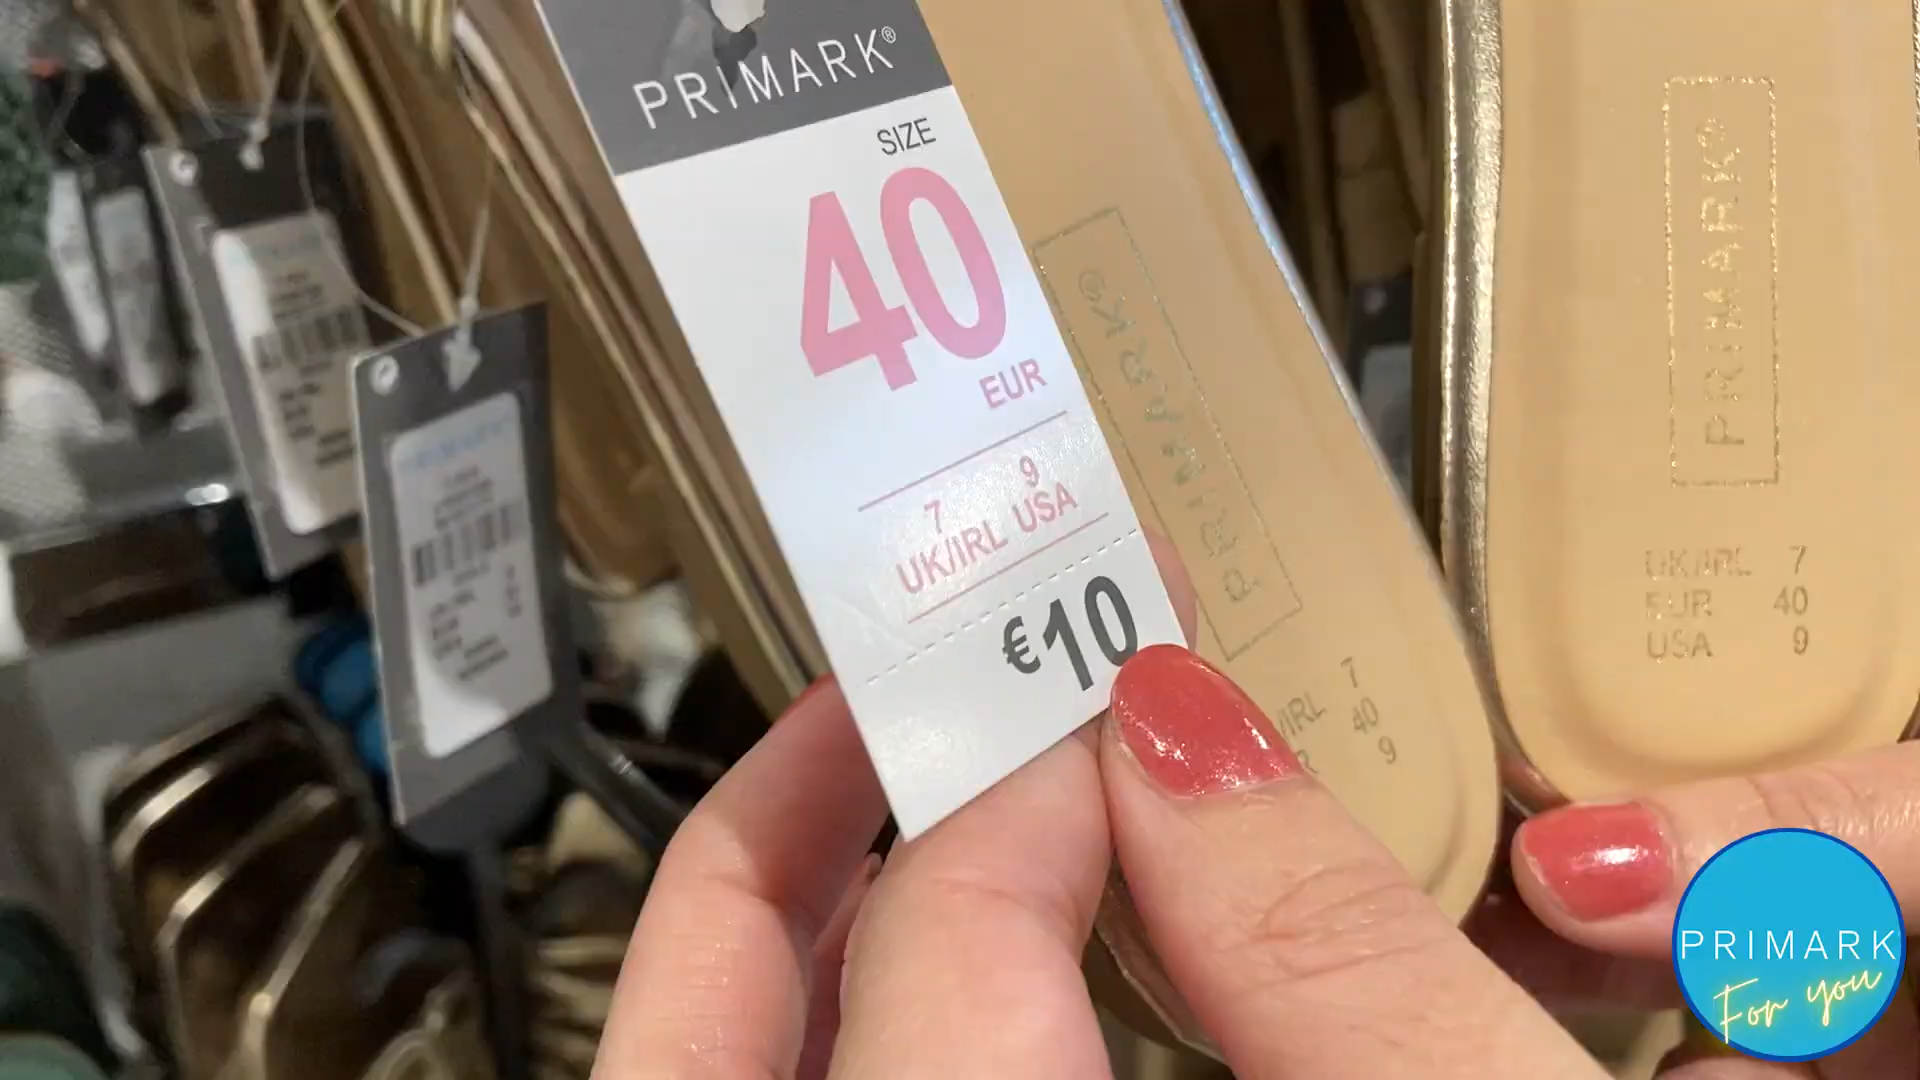 PRIMARK®
SIZE
40
EUR
7 9
UK/IRL USA
€10
PRIMARK®
/IRL 7
40
R 9
PRIMARK®
UK/IRL 7
EUR 40
USA 9
PRIMARK
For you